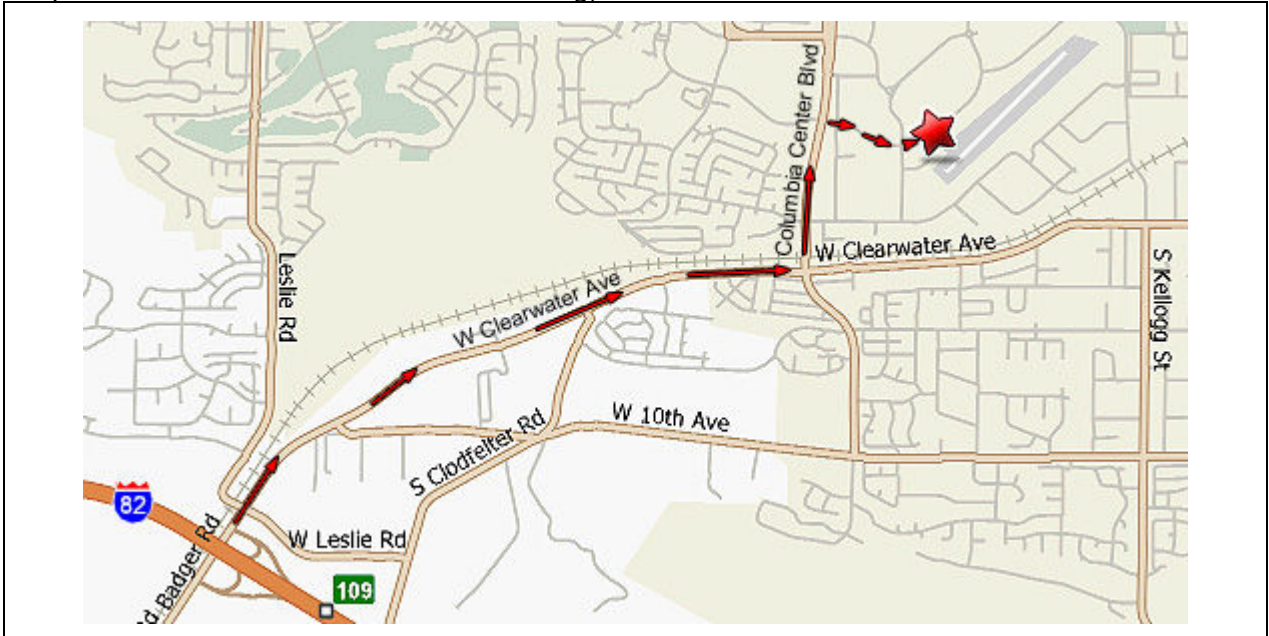 Columbia Center Blvd
W Clearwater Ave
Leslie Rd
S Kellogg St
W Clearwater Ave
W 10th Ave
S Clodfelter Rd
82
W Leslie Rd
Badger Rd
109